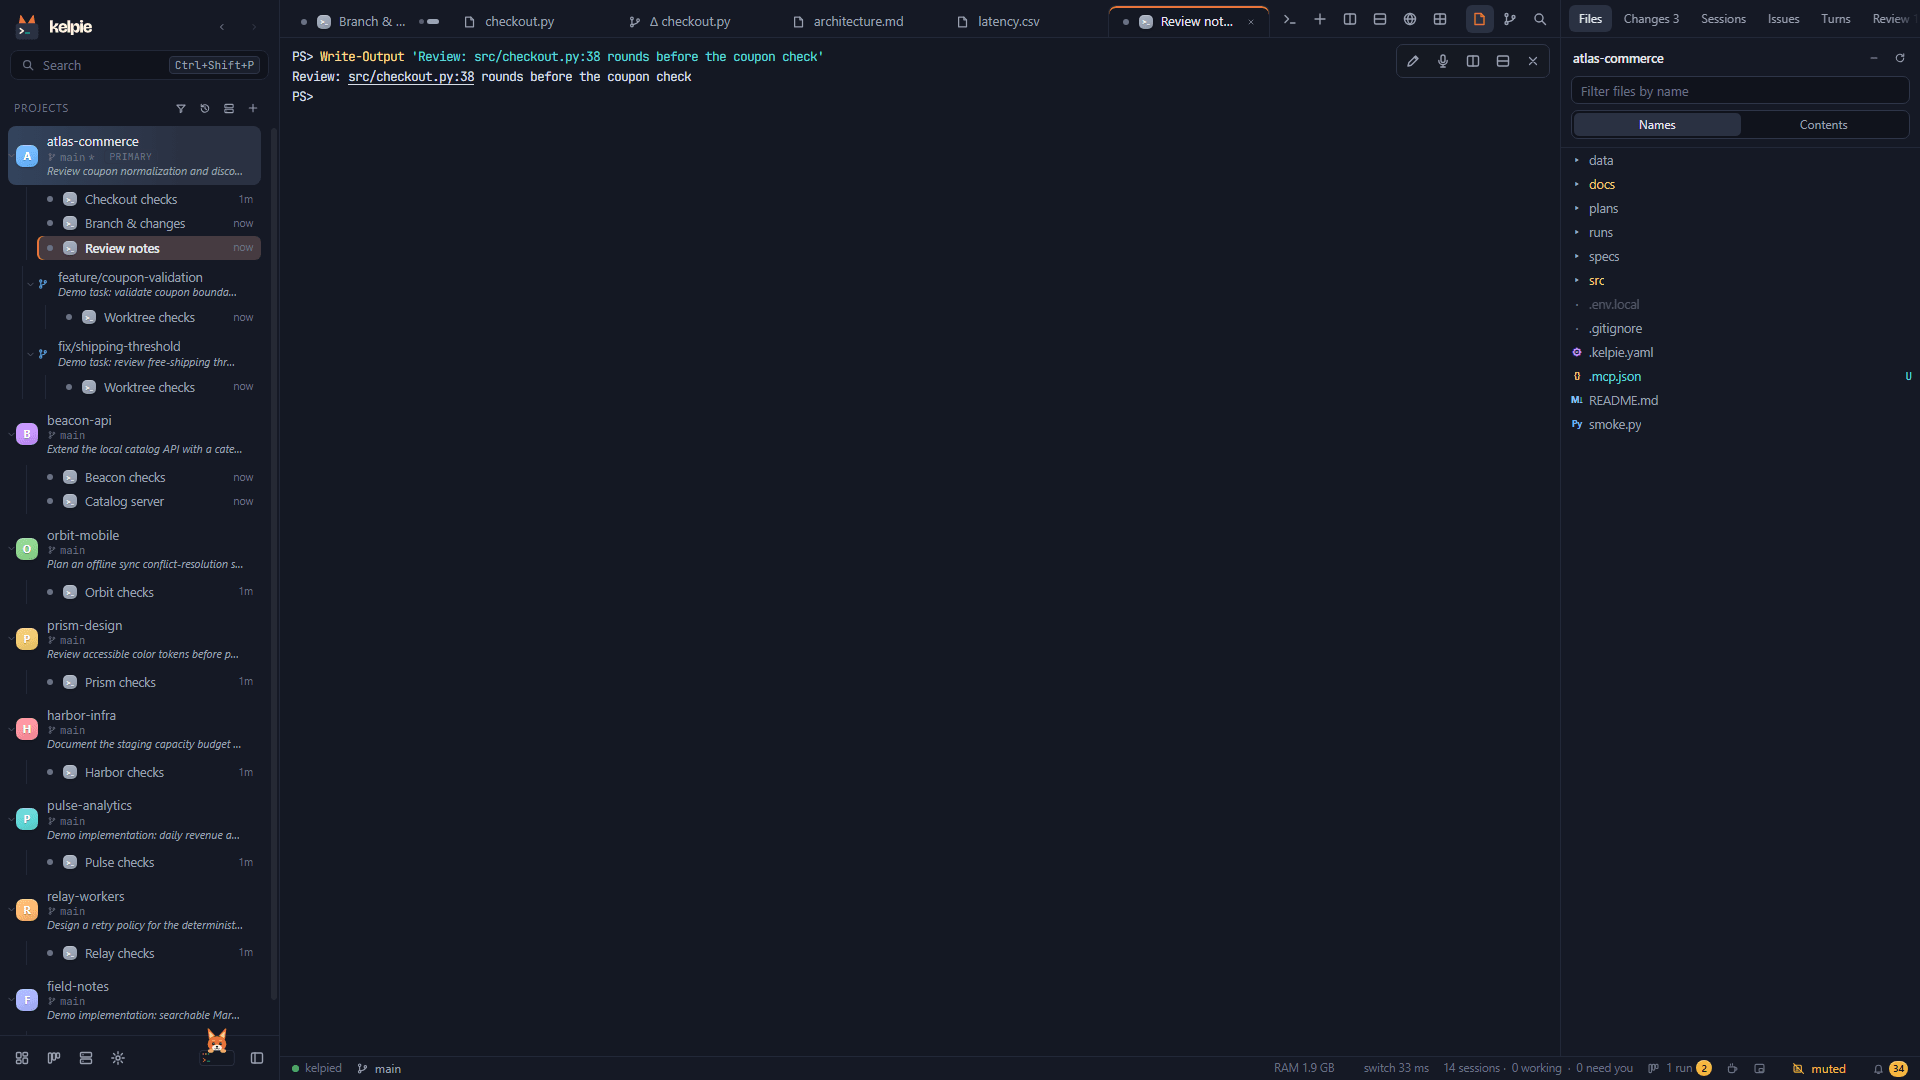 kelpie
Search Ctrl+Shift+P
PROJECTS
A atlas-commerce
main * PRIMARY
Review coupon normalization and disco...
Checkout checks 1m
Branch & changes now
Review notes now
feature/coupon-validation
Demo task: validate coupon bounda...
Worktree checks now
fix/shipping-threshold
Demo task: review free-shipping thr...
Worktree checks now
B beacon-api
main
Extend the local catalog API with a cate...
Beacon checks now
Catalog server now
O orbit-mobile
main
Plan an offline sync conflict-resolution s...
Orbit checks 1m
P prism-design
main
Review accessible color tokens before p...
Prism checks 1m
H harbor-infra
main
Document the staging capacity budget ...
Harbor checks 1m
P pulse-analytics
main
Demo implementation: daily revenue a...
Pulse checks 1m
R relay-workers
main
Design a retry policy for the determinist...
Relay checks 1m
F field-notes
main
Demo implementation: searchable Mar...
Branch & ... checkout.py Δ checkout.py architecture.md latency.csv Review not... ×
PS> Write-Output 'Review: src/checkout.py:38 rounds before the coupon check'
Review: src/checkout.py:38 rounds before the coupon check
PS>
Files Changes 3 Sessions Issues Turns Review
atlas-commerce
Filter files by name
Names Contents
data
docs
plans
runs
specs
src
.env.local
.gitignore
.kelpie.yaml
{} .mcp.json U
M↓ README.md
Py smoke.py
kelpied main RAM 1.9 GB switch 33 ms 14 sessions · 0 working · 0 need you 1 run 2 muted 34